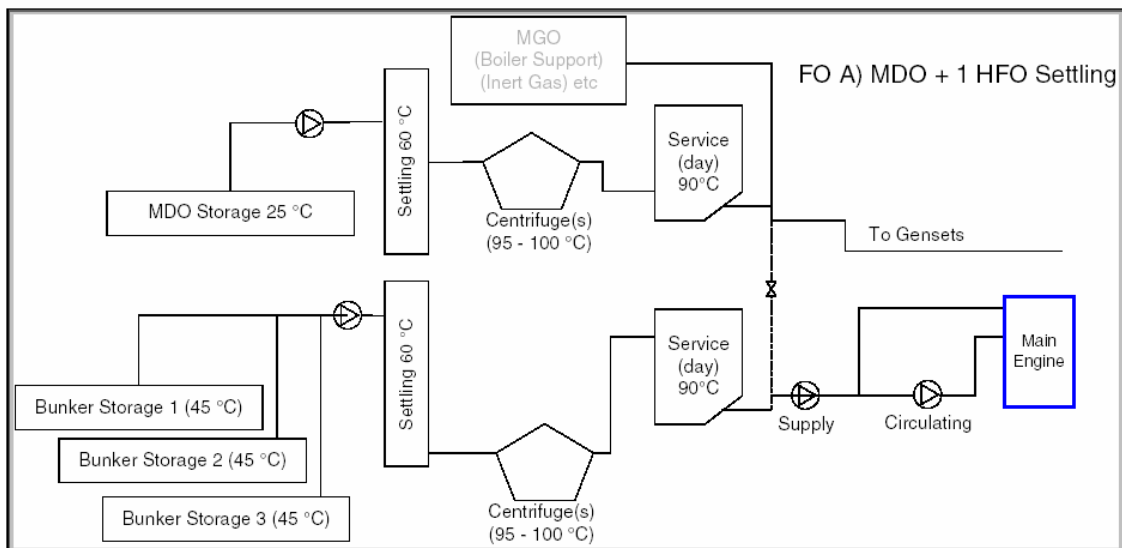 MGO
(Boiler Support)
(Inert Gas) etc
FO A) MDO + 1 HFO Settling
Settling 60 °C
Service
(day)
90°C
MDO Storage 25 °C
Centrifuge(s)
(95 - 100 °C)
To Gensets
Settling 60 °C
Service
(day)
90°C
Main
Engine
Bunker Storage 1 (45 °C)
Supply
Circulating
Bunker Storage 2 (45 °C)
Bunker Storage 3 (45 °C)
Centrifuge(s)
(95 - 100 °C)